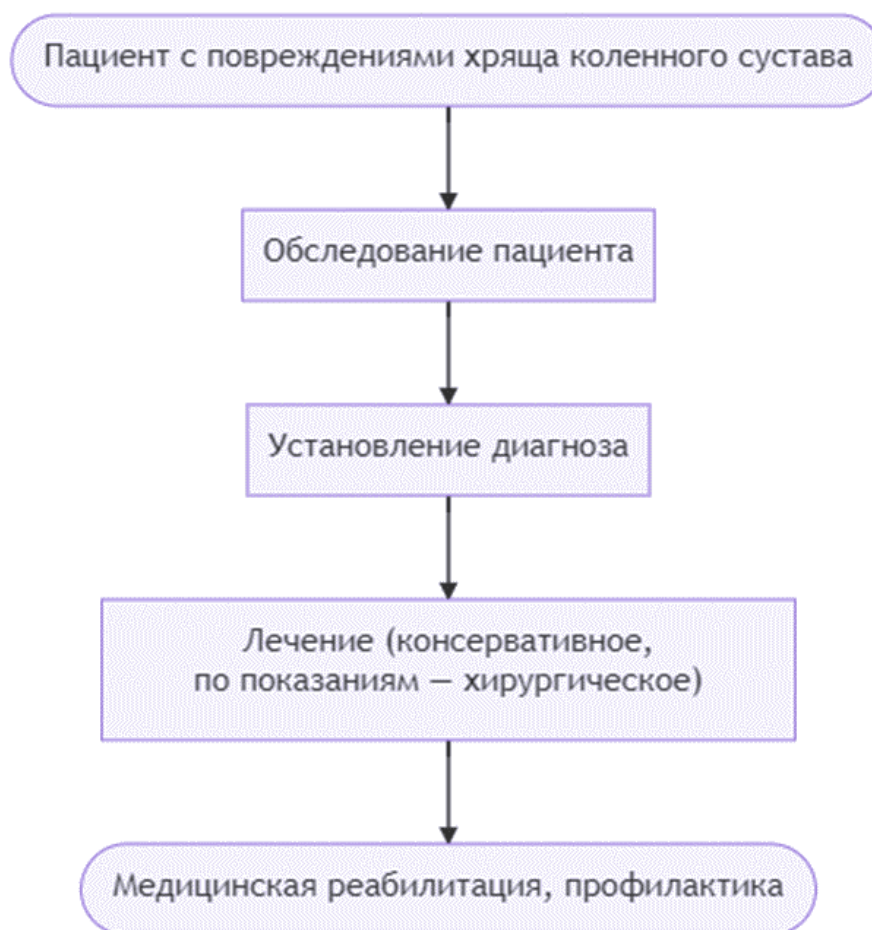 Пациент с повреждениями хряща коленного сустава
Обследование пациента
Установление диагноза
Лечение (консервативное,
по показаниям — хирургическое)
Медицинская реабилитация, профилактика